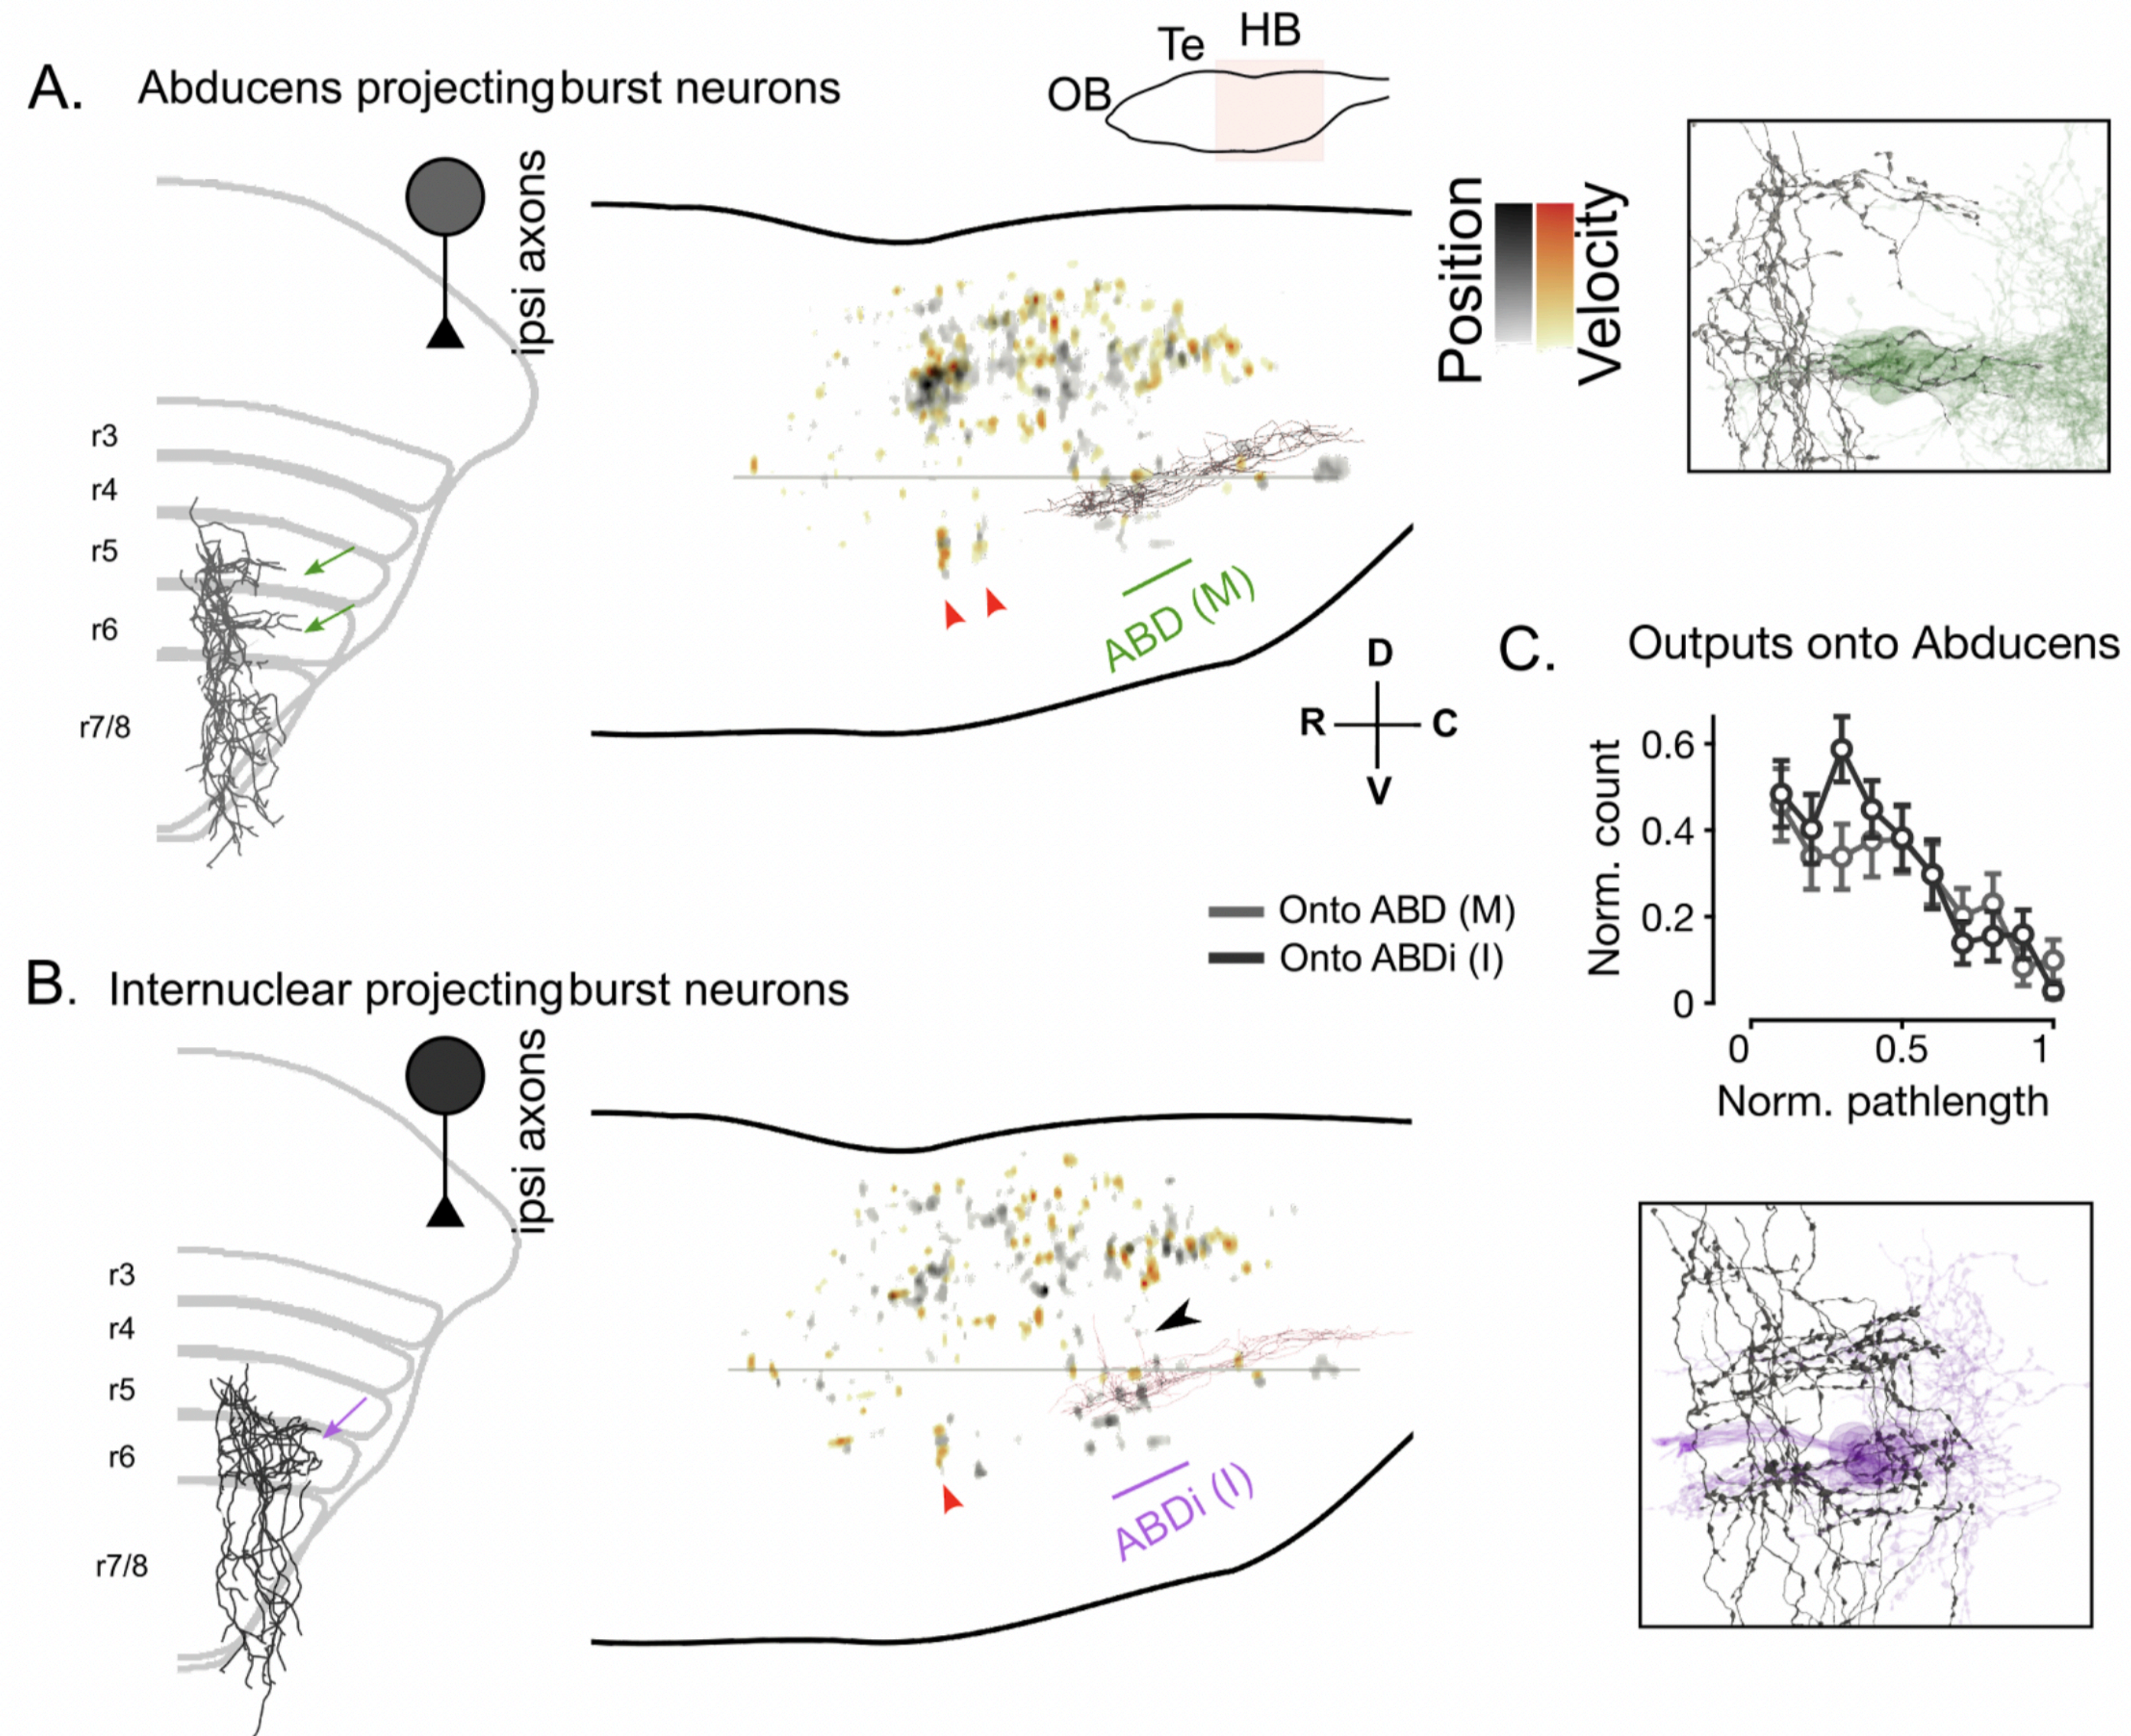 A. Abducens projecting burst neurons
OB
Te
HB
ipsi axons
Position
Velocity
r3
r4
r5
r6
r7/8
ABD (M)
D
R
C
V
C. Outputs onto Abducens
Norm. count
0.6
0.4
0.2
0
0
0.5
1
Norm. pathlength
Onto ABD (M)
Onto ABDi (I)
B. Internuclear projecting burst neurons
ipsi axons
r3
r4
r5
r6
r7/8
ABDi (I)